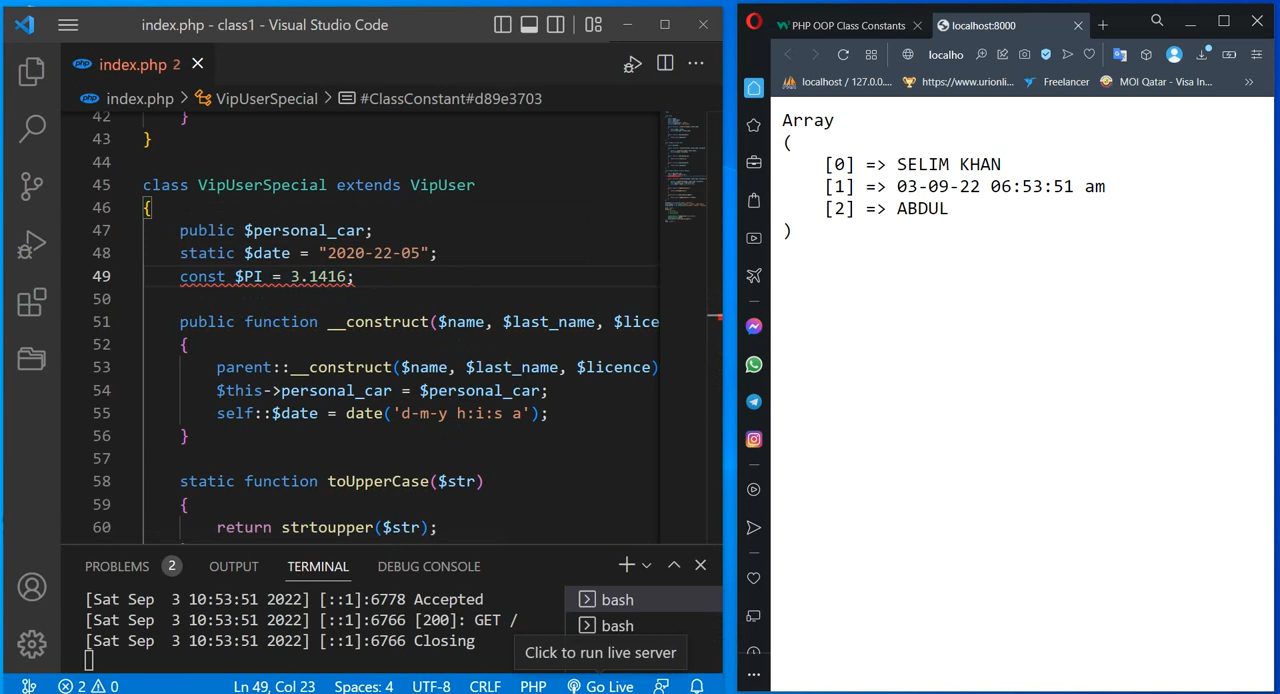 index.php - class1 - Visual Studio Code
index.php 2
index.php > VipUserSpecial > #ClassConstant#d89e3703
42 }
43 }
44
45 class VipUserSpecial extends VipUser
46 {
47 public $personal_car;
48 static $date = "2020-22-05";
49 const $PI = 3.1416;
50
51 public function __construct($name, $last_name, $lice
52 {
53 parent::__construct($name, $last_name, $licence)
54 $this->personal_car = $personal_car;
55 self::$date = date('d-m-y h:i:s a');
56 }
57
58 static function toUpperCase($str)
59 {
60 return strtoupper($str);
PROBLEMS 2 OUTPUT TERMINAL DEBUG CONSOLE
[Sat Sep 3 10:53:51 2022] [::1]:6778 Accepted
[Sat Sep 3 10:53:51 2022] [::1]:6766 [200]: GET /
[Sat Sep 3 10:53:51 2022] [::1]:6766 Closing
bash
bash
Click to run live server
2 0 Ln 49, Col 23 Spaces: 4 UTF-8 CRLF PHP Go Live
PHP OOP Class Constants localhost:8000
localho
localhost / 127.0.0.... https://www.urionli... Freelancer MOI Qatar - Visa In...
Array
(
[0] => SELIM KHAN
[1] => 03-09-22 06:53:51 am
[2] => ABDUL
)